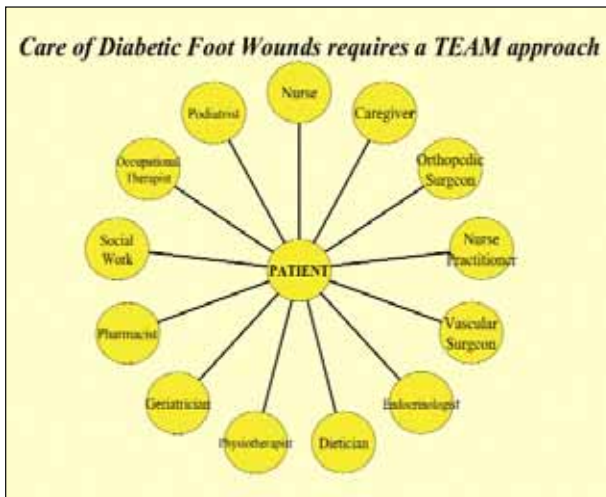 Care of Diabetic Foot Wounds requires a TEAM approach
Nurse
Caregiver
Orthopedic
Surgeon
Nurse
Practitioner
Vascular
Surgeon
Endocrinologist
Dietician
Physiotherapist
Geriatrician
Pharmacist
Social
Work
Occupational
Therapist
Podiatrist
PATIENT